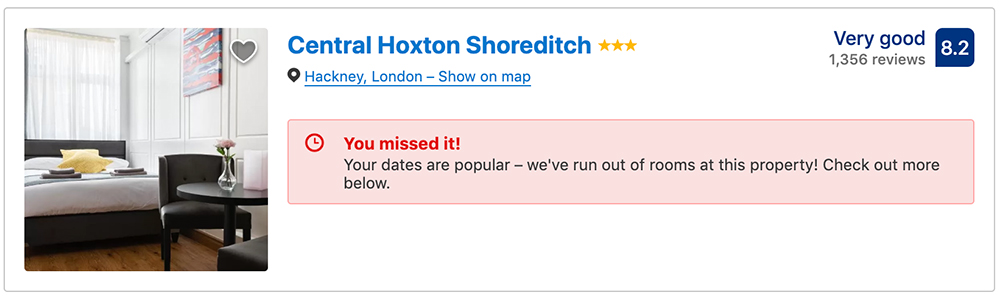 Central Hoxton Shoreditch
Very good
8.2
1,356 reviews
Hackney, London – Show on map
You missed it!
Your dates are popular – we've run out of rooms at this property! Check out more
below.